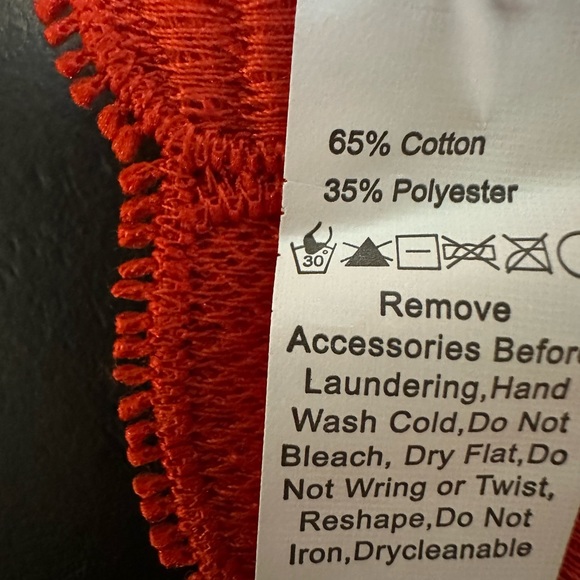 65% Cotton
35% Polyester
30°
Remove
Accessories Before
Laundering,Hand
Wash Cold,Do Not
Bleach, Dry Flat,Do
Not Wring or Twist,
Reshape,Do Not
Iron,Drycleanable